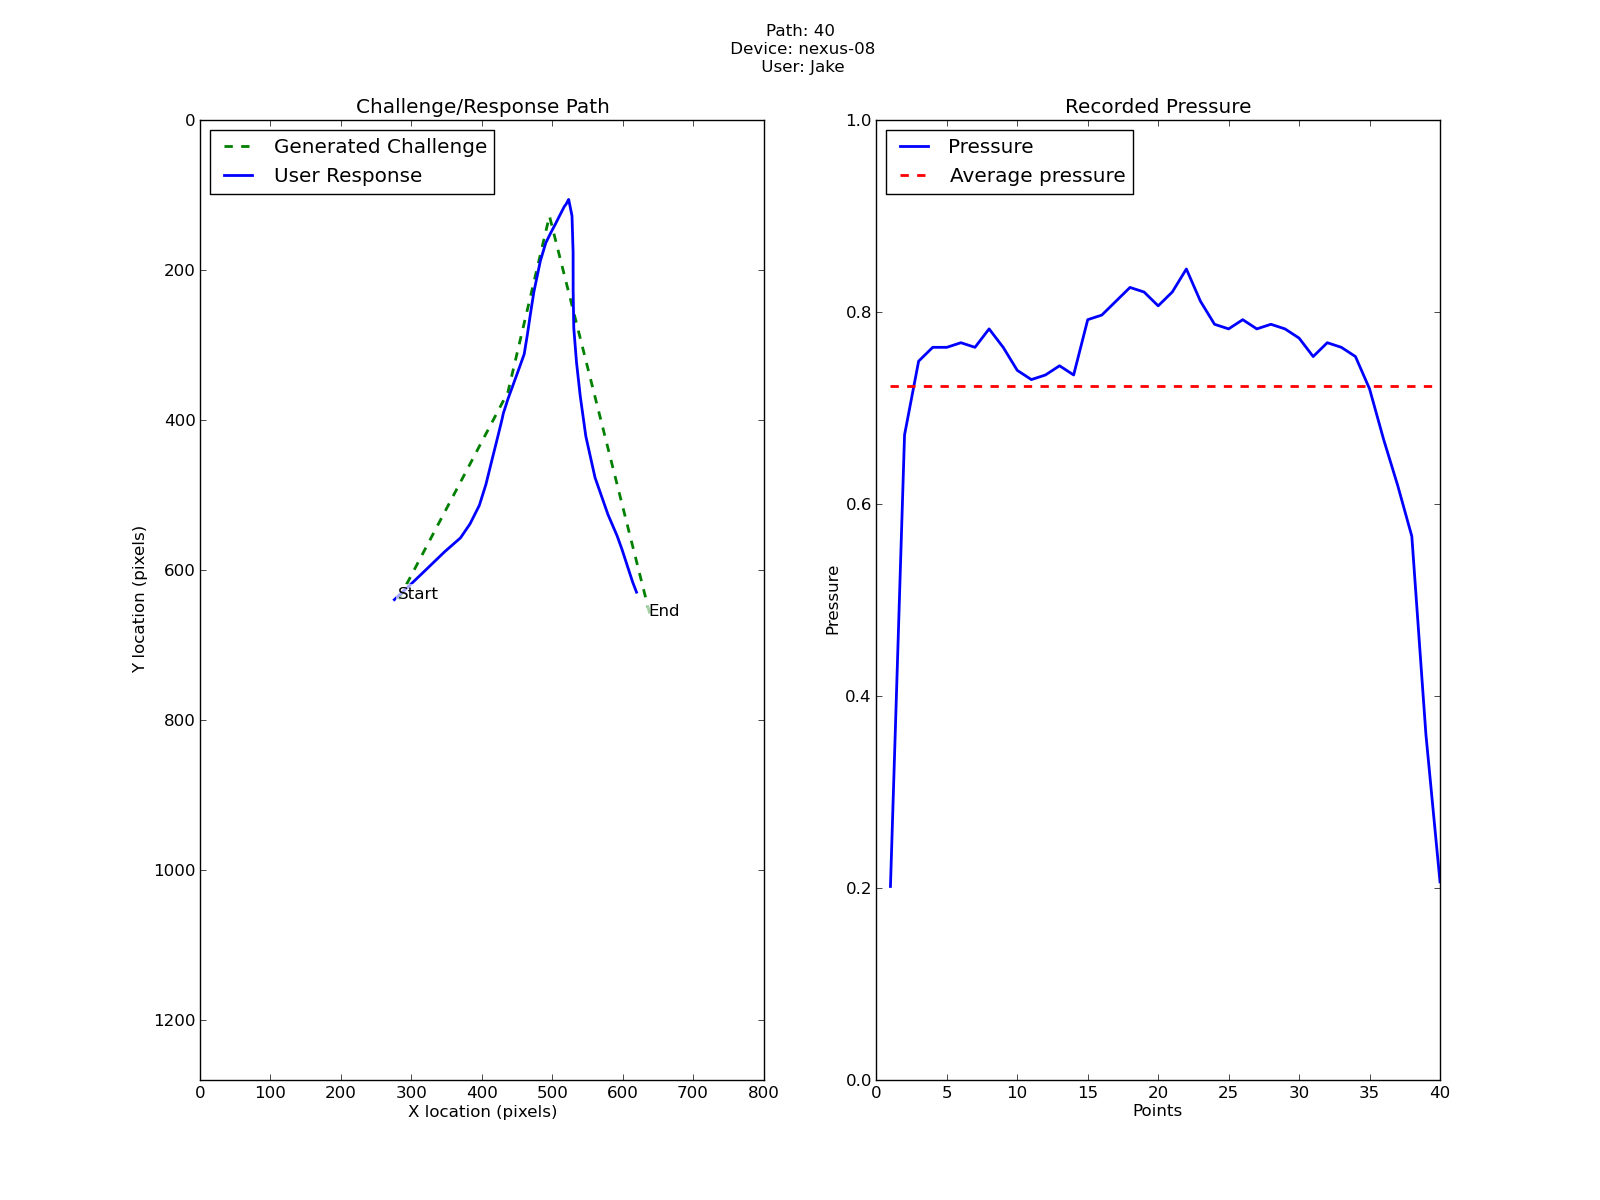 Path: 40
Device: nexus-08
User: Jake
Challenge/Response Path
Generated Challenge
User Response
0
200
400
600
800
1000
1200
Y location (pixels)
Start
End
0 100 200 300 400 500 600 700 800
X location (pixels)
Recorded Pressure
Pressure
Average pressure
1.0
0.8
0.6
0.4
0.2
0.0
Pressure
0 5 10 15 20 25 30 35 40
Points